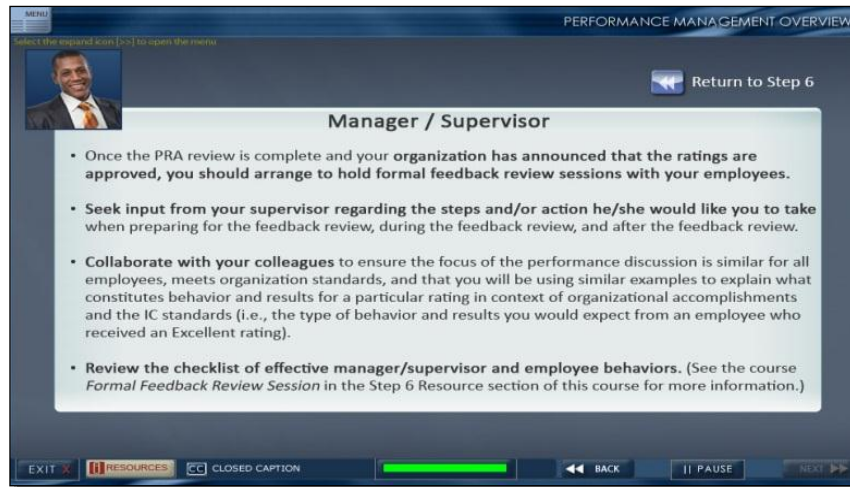 MENU
PERFORMANCE MANAGEMENT OVERVIEW
Select the expand icon [>>] to open the menu
Return to Step 6
Manager / Supervisor
• Once the PRA review is complete and your organization has announced that the ratings are
approved, you should arrange to hold formal feedback review sessions with your employees.
• Seek input from your supervisor regarding the steps and/or action he/she would like you to take
when preparing for the feedback review, during the feedback review, and after the feedback review.
• Collaborate with your colleagues to ensure the focus of the performance discussion is similar for all
employees, meets organization standards, and that you will be using similar examples to explain what
constitutes behavior and results for a particular rating in context of organizational accomplishments
and the IC standards (i.e., the type of behavior and results you would expect from an employee who
received an Excellent rating).
• Review the checklist of effective manager/supervisor and employee behaviors. (See the course
Formal Feedback Review Session in the Step 6 Resource section of this course for more information.)
EXIT X RESOURCES CC CLOSED CAPTION BACK PAUSE NEXT